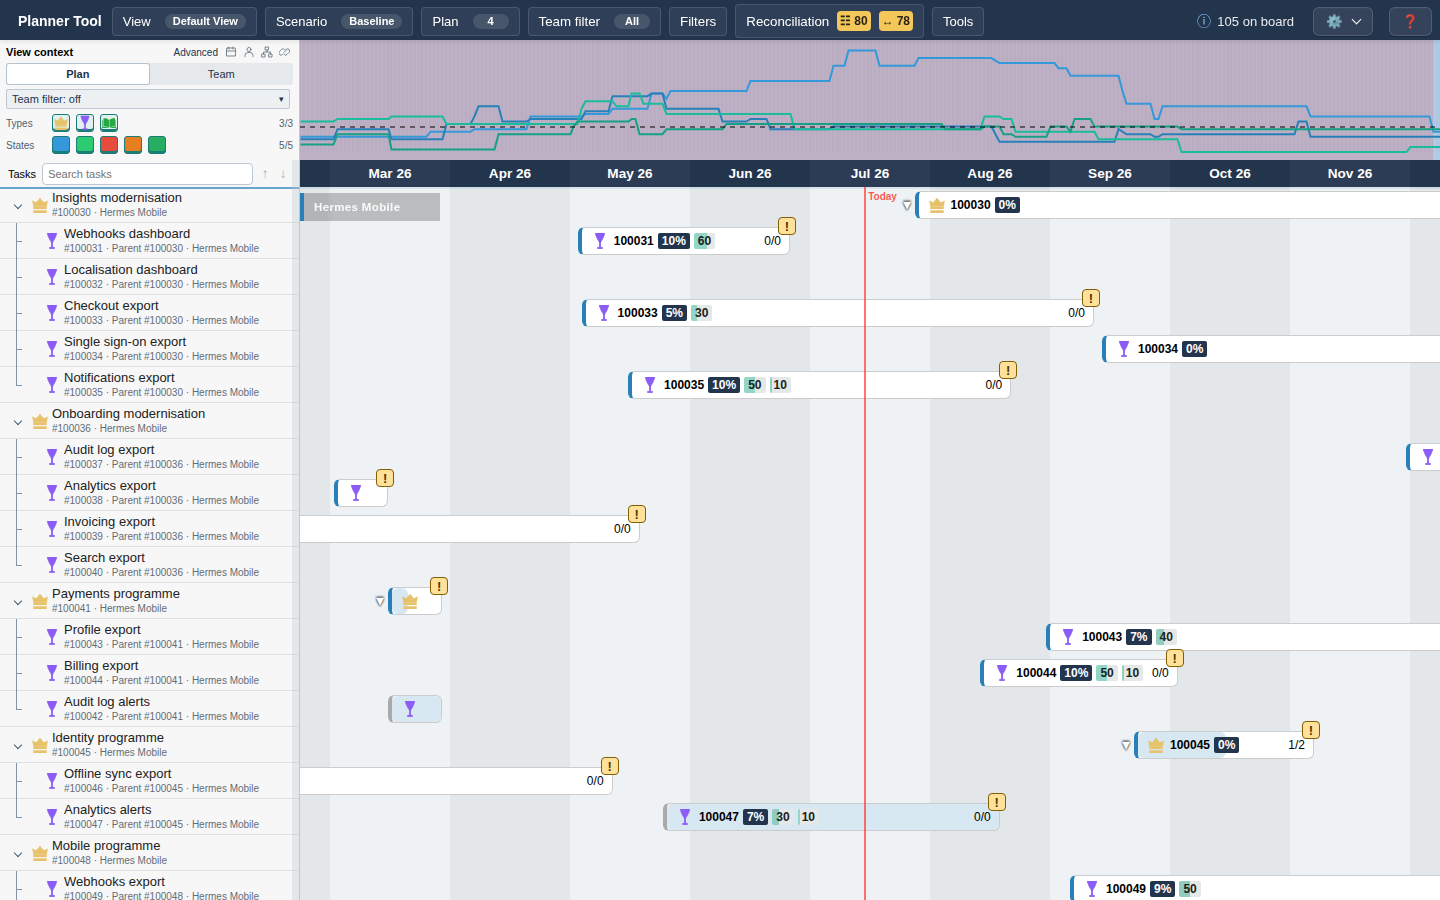 Planner Tool View Default View Scenario Baseline Plan 4 Team filter All Filters Reconciliation 80 ↔ 78 Tools 105 on board
View context Advanced
Plan Team
Team filter: off
Types 3/3
States 5/5
Tasks Search tasks ↑ ↓
Mar 26 Apr 26 May 26 Jun 26 Jul 26 Aug 26 Sep 26 Oct 26 Nov 26
Today
Hermes Mobile
Insights modernisation
#100030 · Hermes Mobile
100030 0%
Webhooks dashboard
#100031 · Parent #100030 · Hermes Mobile
100031 10% 60 0/0 !
Localisation dashboard
#100032 · Parent #100030 · Hermes Mobile
Checkout export
#100033 · Parent #100030 · Hermes Mobile
100033 5% 30 0/0 !
Single sign-on export
#100034 · Parent #100030 · Hermes Mobile
100034 0%
Notifications export
#100035 · Parent #100030 · Hermes Mobile
100035 10% 50 10 0/0 !
Onboarding modernisation
#100036 · Hermes Mobile
Audit log export
#100037 · Parent #100036 · Hermes Mobile
Analytics export
#100038 · Parent #100036 · Hermes Mobile
!
Invoicing export
#100039 · Parent #100036 · Hermes Mobile
0/0 !
Search export
#100040 · Parent #100036 · Hermes Mobile
Payments programme
#100041 · Hermes Mobile
!
Profile export
#100043 · Parent #100041 · Hermes Mobile
100043 7% 40
Billing export
#100044 · Parent #100041 · Hermes Mobile
100044 10% 50 10 0/0 !
Audit log alerts
#100042 · Parent #100041 · Hermes Mobile
Identity programme
#100045 · Hermes Mobile
100045 0% 1/2 !
Offline sync export
#100046 · Parent #100045 · Hermes Mobile
0/0 !
Analytics alerts
#100047 · Parent #100045 · Hermes Mobile
100047 7% 30 10 0/0 !
Mobile programme
#100048 · Hermes Mobile
Webhooks export
#100049 · Parent #100048 · Hermes Mobile
100049 9% 50